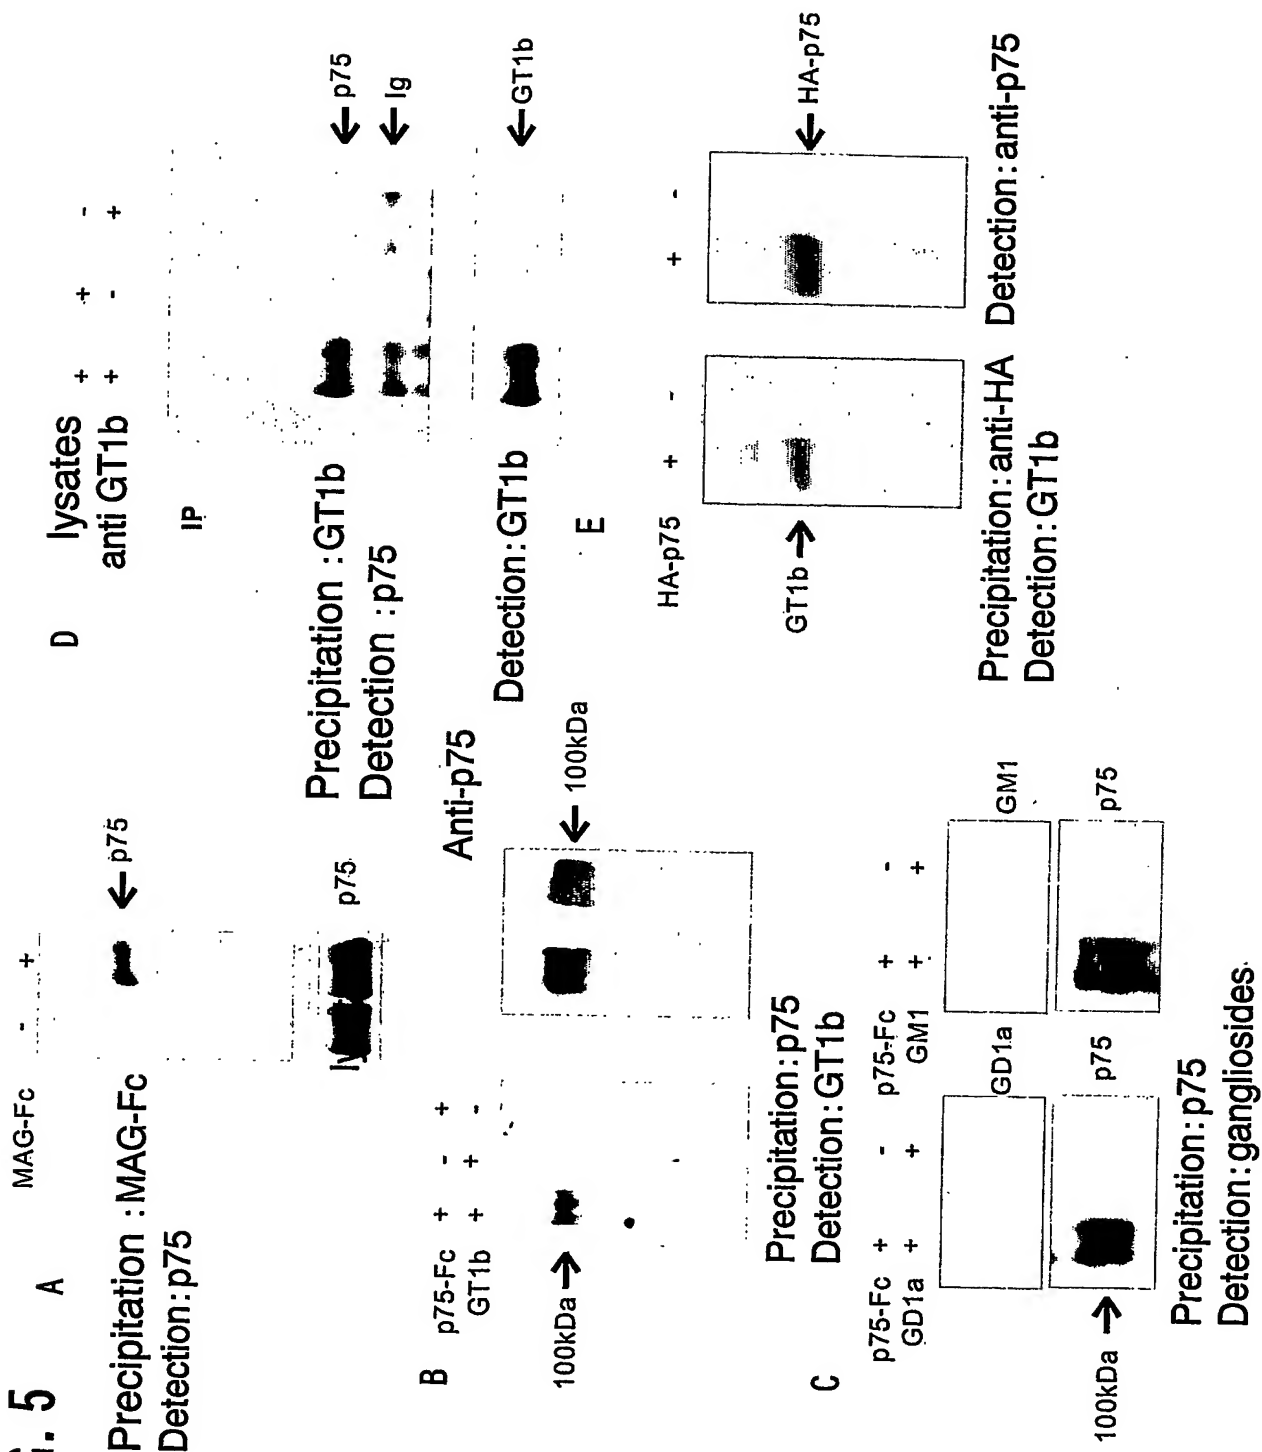 . 5
A
MAG-Fc - +
Precipitation :MAG-Fc
Detection:p75
← p75
p75
B
p75-Fc + - +
GT1b + + -
100kDa →
Anti-p75
← 100kDa
Precipitation:p75
Detection:GT1b
C
p75-Fc + -
GD1a + +
GD1a
100kDa →
p75
p75-Fc + -
GM1 + +
GM1
p75
Precipitation:p75
Detection:gangliosides
D
lysates + + -
anti GT1b + - +
IP
Precipitation :GT1b
Detection :p75
← p75
← Ig
Detection:GT1b
← GT1b
E
HA-p75 + - + -
GT1b →
← HA-p75
Precipitation:anti-HA
Detection:GT1b
Detection:anti-p75